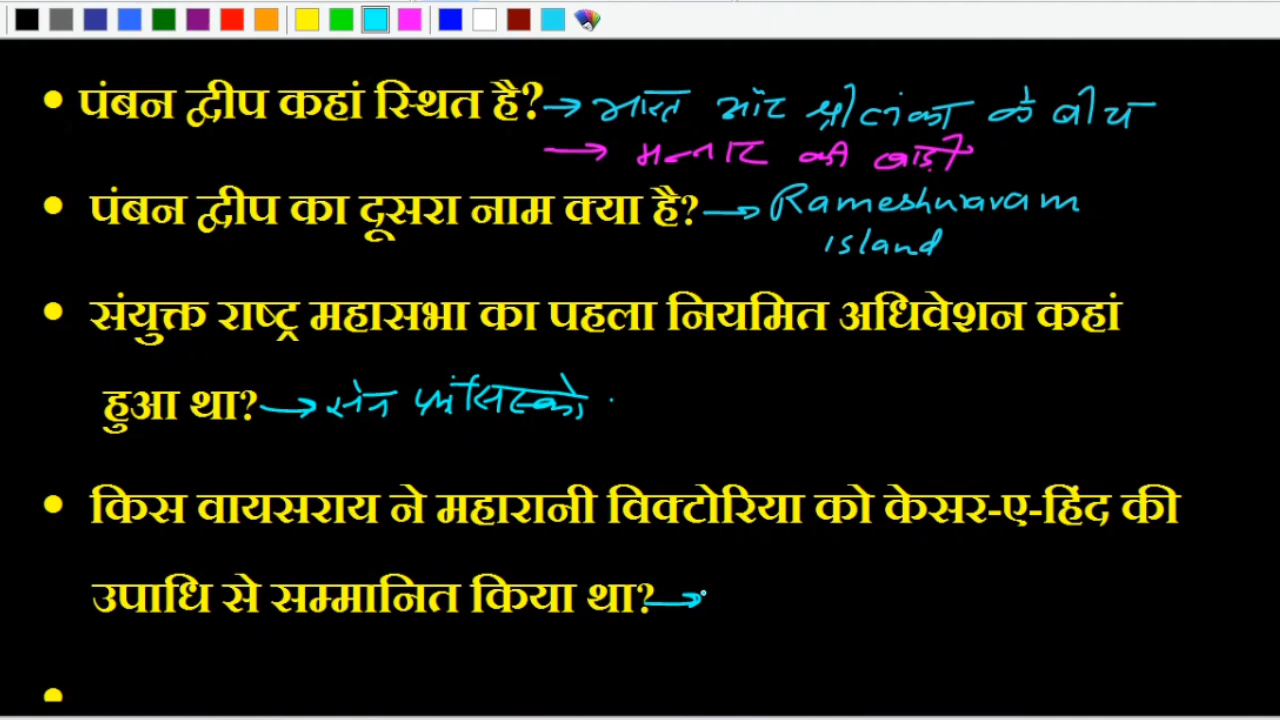 • पंबन द्वीप कहां स्थित है? → भारत और श्रीलंका के बीच
→ मन्नार की खाड़ी
• पंबन द्वीप का दूसरा नाम क्या है? → Rameshwaram
island
• संयुक्त राष्ट्र महासभा का पहला नियमित अधिवेशन कहां
हुआ था? → सेन फ्रांसिस्को
• किस वायसराय ने महारानी विक्टोरिया को केसर-ए-हिंद की
उपाधि से सम्मानित किया था? →
•